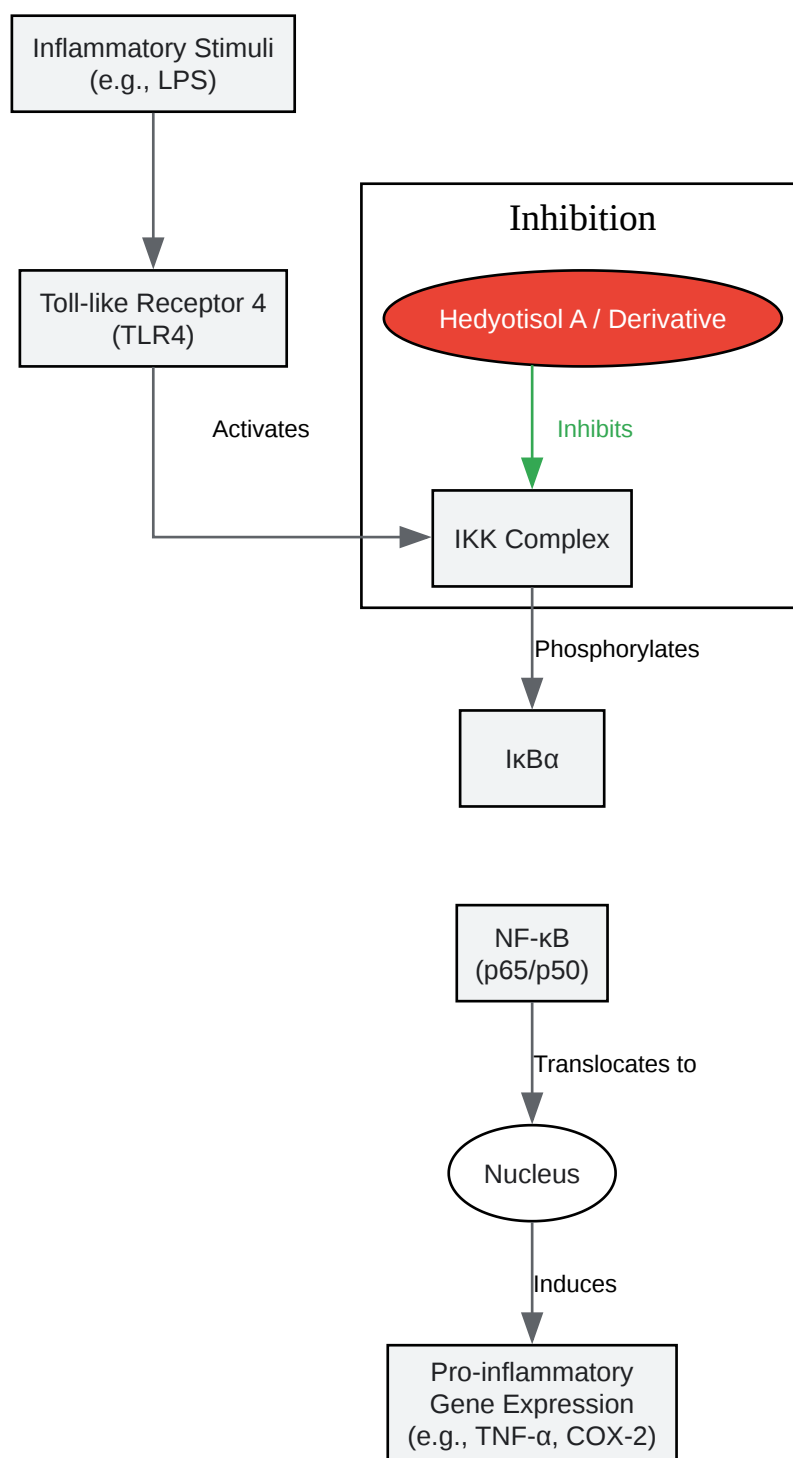 Inflammatory Stimuli
(e.g., LPS)
Inhibition
Toll-like Receptor 4
(TLR4)
Hedyotisol A / Derivative
Activates
Inhibits
IKK Complex
Phosphorylates
IκBα
NF-κB
(p65/p50)
Translocates to
Nucleus
Induces
Pro-inflammatory
Gene Expression
(e.g., TNF-α, COX-2)